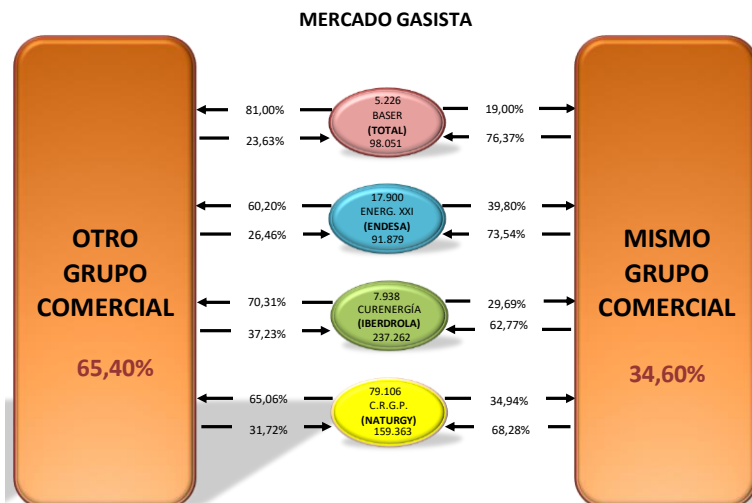 MERCADO GASISTA
OTRO
GRUPO
COMERCIAL
65,40%
81,00%
23,63%
5.226
BASER
(TOTAL)
98.051
19,00%
76,37%
60,20%
26,46%
17.900
ENERG. XXI
(ENDESA)
91.879
39,80%
73,54%
70,31%
37,23%
7.938
CURENERGÍA
(IBERDROLA)
237.262
29,69%
62,77%
65,06%
31,72%
79.106
C.R.G.P.
(NATURGY)
159.363
34,94%
68,28%
MISMO
GRUPO
COMERCIAL
34,60%